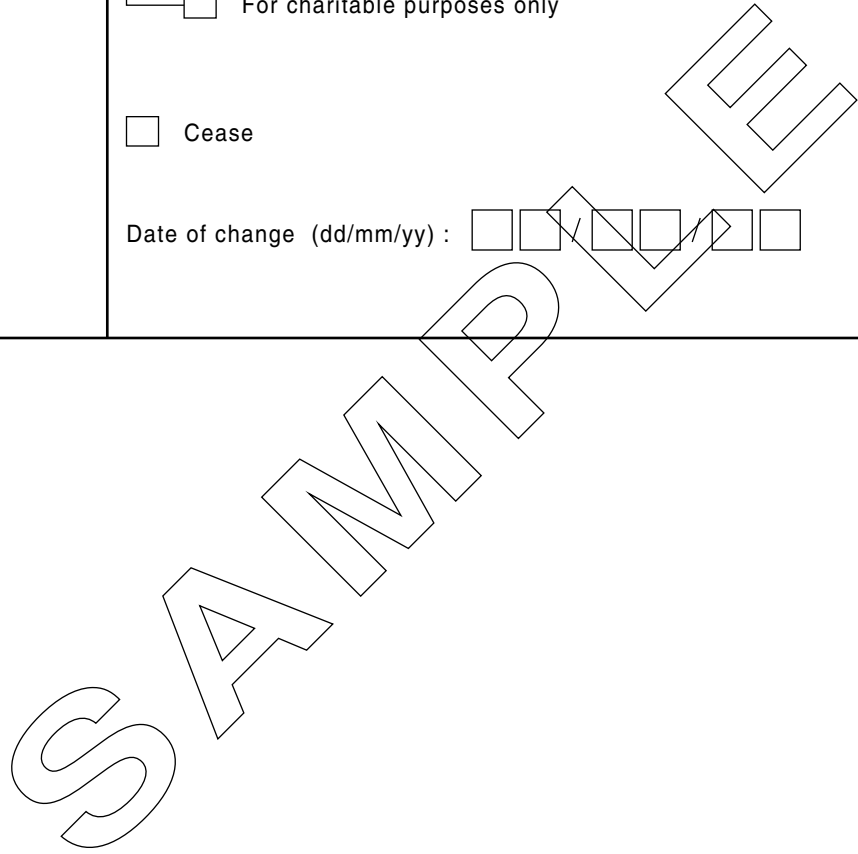 For charitable purposes only
Cease
Date of change (dd/mm/yy) : / /
SAMPLE